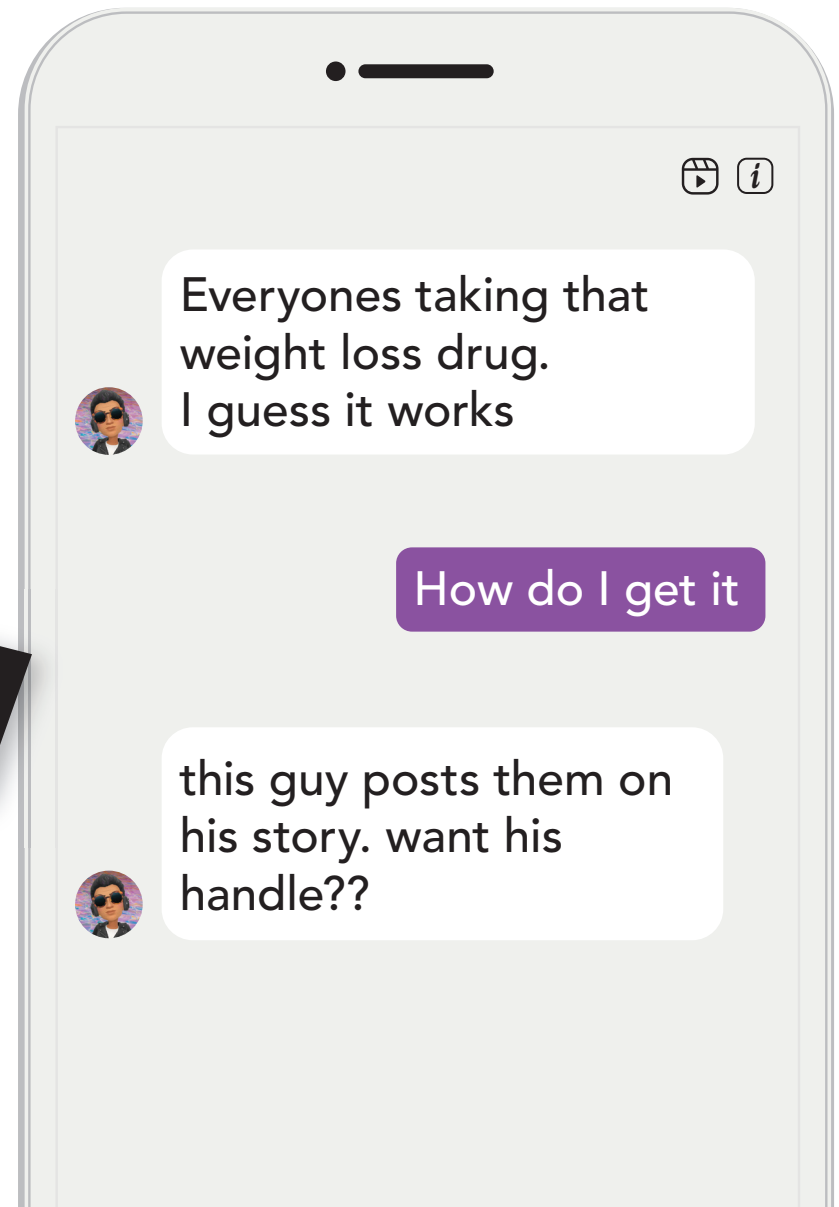 i
Everyones taking that
weight loss drug.
I guess it works
How do I get it
this guy posts them on
his story. want his
handle??